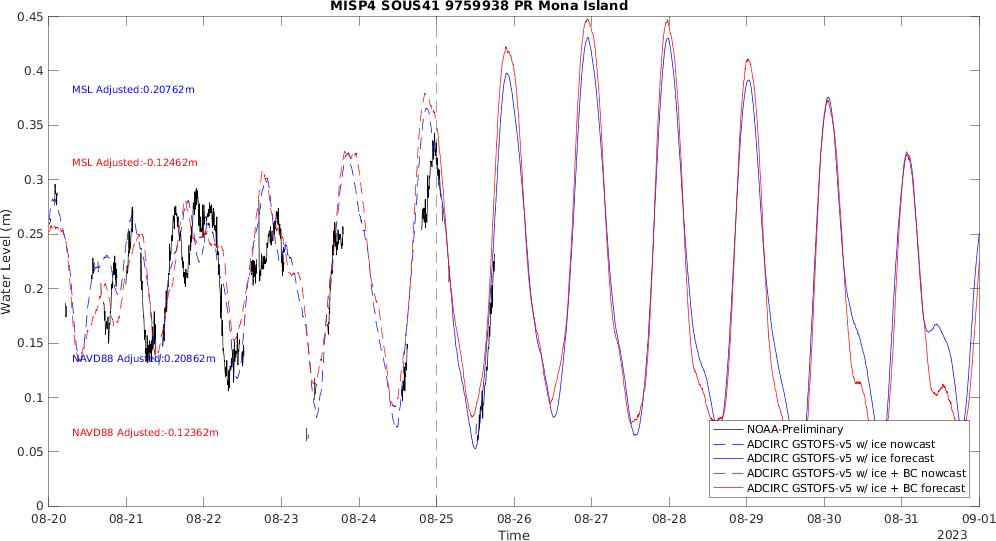 MISP4 SOUS41 9759938 PR Mona Island
0.45
0.4
0.35
0.3
0.25
0.2
0.15
0.1
0.05
0
Water Level (m)
MSL Adjusted:0.20762m
MSL Adjusted:-0.12462m
NAVD88 Adjusted:0.20862m
NAVD88 Adjusted:-0.12362m
NOAA-Preliminary
ADCIRC GSTOFS-v5 w/ ice nowcast
ADCIRC GSTOFS-v5 w/ ice forecast
ADCIRC GSTOFS-v5 w/ ice + BC nowcast
ADCIRC GSTOFS-v5 w/ ice + BC forecast
08-20 08-21 08-22 08-23 08-24 08-25 08-26 08-27 08-28 08-29 08-30 08-31 09-01
Time
2023